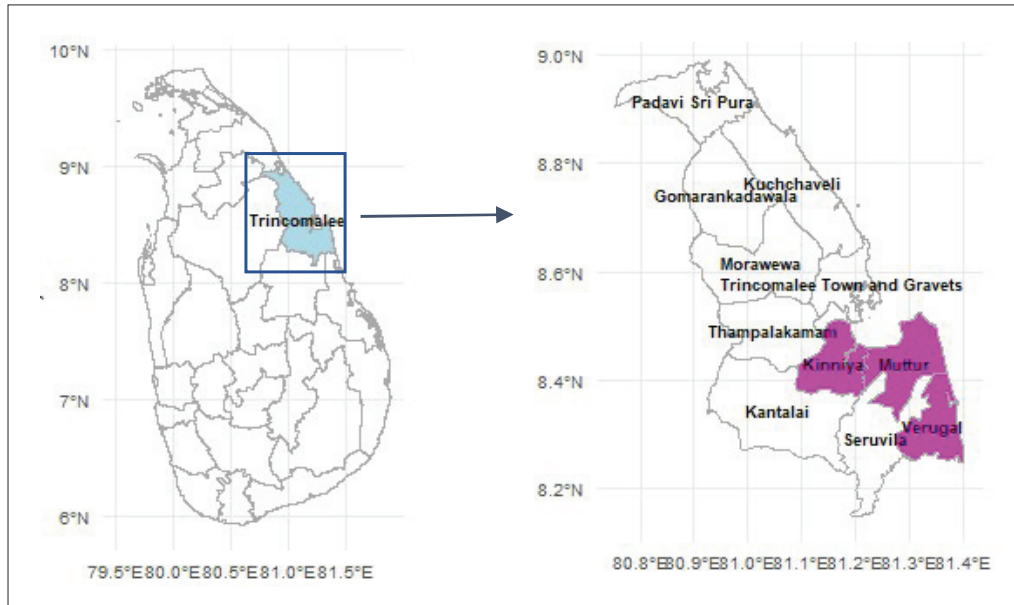 10°N
9°N
8°N
7°N
6°N
Trincomalee
79.5°E80.0°E80.5°E81.0°E81.5°E
9.0°N
8.8°N
8.6°N
8.4°N
8.2°N
Padavi Sri Pura
Kuchchaveli
Gomarankadawala
Morawewa
Trincomalee Town and Gravets
Thampalakamam
Kinniya
Muttur
Kantalai
Verugal
Seruvila
80.8°E80.9°E81.0°E81.1°E81.2°E81.3°E81.4°E